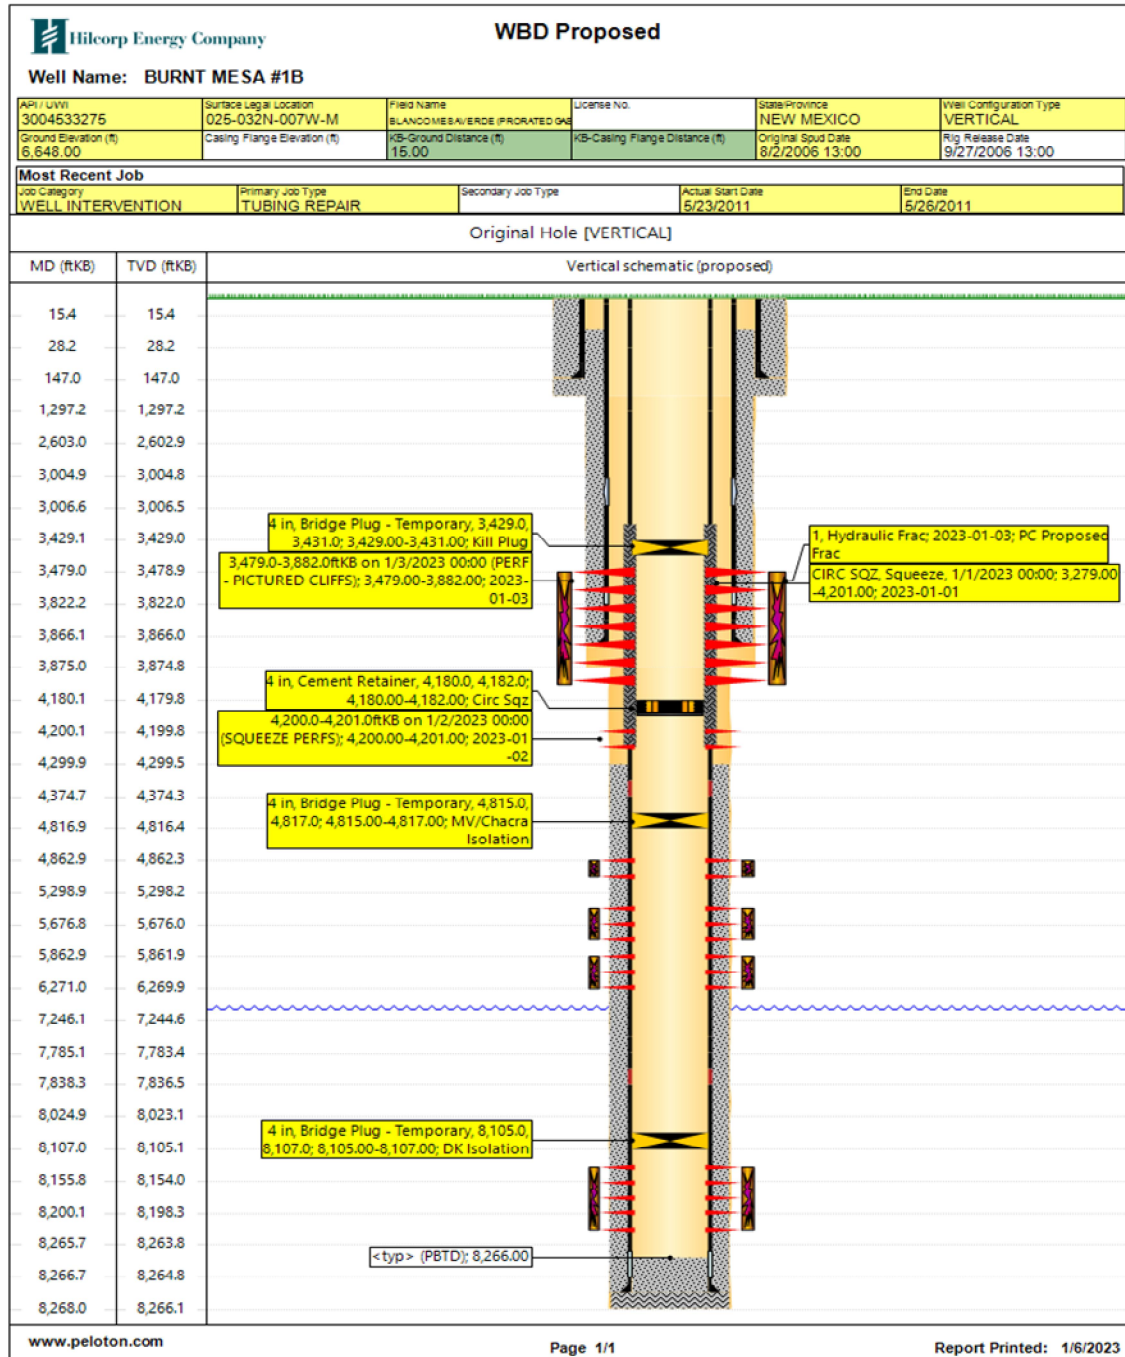 Hilcorp Energy Company
WBD Proposed
Well Name: BURNT MESA #1B
API / UWI
3004533275
Surface Legal Location
025-032N-007W-M
Field Name
BLANCO MESAVERDE (PRORATED GAS
License No.
State/Province
NEW MEXICO
Well Configuration Type
VERTICAL
Ground Elevation (ft)
6,648.00
Casing Flange Elevation (ft)
KB-Ground Distance (ft)
15.00
KB-Casing Flange Distance (ft)
Original Spud Date
8/2/2006 13:00
Rig Release Date
9/27/2006 13:00
Most Recent Job
Job Category
WELL INTERVENTION
Primary Job Type
TUBING REPAIR
Secondary Job Type
Actual Start Date
5/23/2011
End Date
5/26/2011
Original Hole [VERTICAL]
MD (ftKB) TVD (ftKB) Vertical schematic (proposed)
15.4 15.4
28.2 28.2
147.0 147.0
1,297.2 1,297.2
2,603.0 2,602.9
3,004.9 3,004.8
3,006.6 3,006.5
3,429.1 3,429.0
3,479.0 3,478.9
3,822.2 3,822.0
3,866.1 3,866.0
3,875.0 3,874.8
4,180.1 4,179.8
4,200.1 4,199.8
4,299.9 4,299.5
4,374.7 4,374.3
4,816.9 4,816.4
4,862.9 4,862.3
5,298.9 5,298.2
5,676.8 5,676.0
5,862.9 5,861.9
6,271.0 6,269.9
7,246.1 7,244.6
7,785.1 7,783.4
7,838.3 7,836.5
8,024.9 8,023.1
8,107.0 8,105.1
8,155.8 8,154.0
8,200.1 8,198.3
8,265.7 8,263.8
8,266.7 8,264.8
8,268.0 8,266.1
4 in, Bridge Plug - Temporary, 3,429.0,
3,431.0; 3,429.00-3,431.00; Kill Plug
3,479.0-3,882.0ftKB on 1/3/2023 00:00 (PERF
- PICTURED CLIFFS); 3,479.00-3,882.00; 2023-
01-03
1, Hydraulic Frac; 2023-01-03; PC Proposed
Frac
CIRC SQZ, Squeeze, 1/1/2023 00:00; 3,279.00
-4,201.00; 2023-01-01
4 in, Cement Retainer, 4,180.0, 4,182.0;
4,180.00-4,182.00; Circ Sqz
4,200.0-4,201.0ftKB on 1/2/2023 00:00
(SQUEEZE PERFS); 4,200.00-4,201.00; 2023-01
-02
4 in, Bridge Plug - Temporary, 4,815.0,
4,817.0; 4,815.00-4,817.00; MV/Chacra
Isolation
4 in, Bridge Plug - Temporary, 8,105.0,
8,107.0; 8,105.00-8,107.00; DK Isolation
<typ> (PBTD); 8,266.00
www.peloton.com
Page 1/1
Report Printed: 1/6/2023